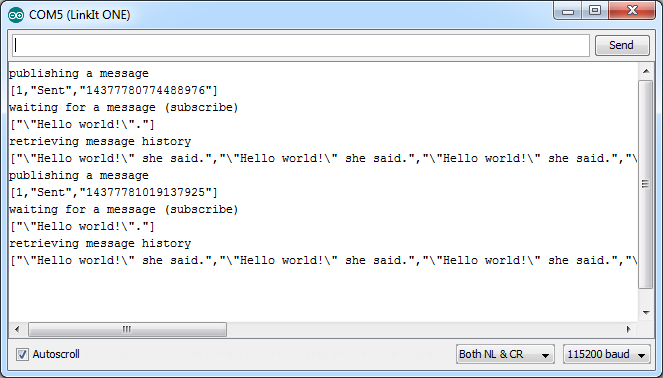 COM5 (LinkIt ONE)
Send
publishing a message
[1,"Sent","14377780774488976"]
waiting for a message (subscribe)
["\"Hello world!\"."]
retrieving message history
["\"Hello world!\" she said.","\"Hello world!\" she said.","\"Hello world!\" she said.","\
publishing a message
[1,"Sent","14377781019137925"]
waiting for a message (subscribe)
["\"Hello world!\"."]
retrieving message history
["\"Hello world!\" she said.","\"Hello world!\" she said.","\"Hello world!\" she said.","\
Autoscroll Both NL & CR 115200 baud